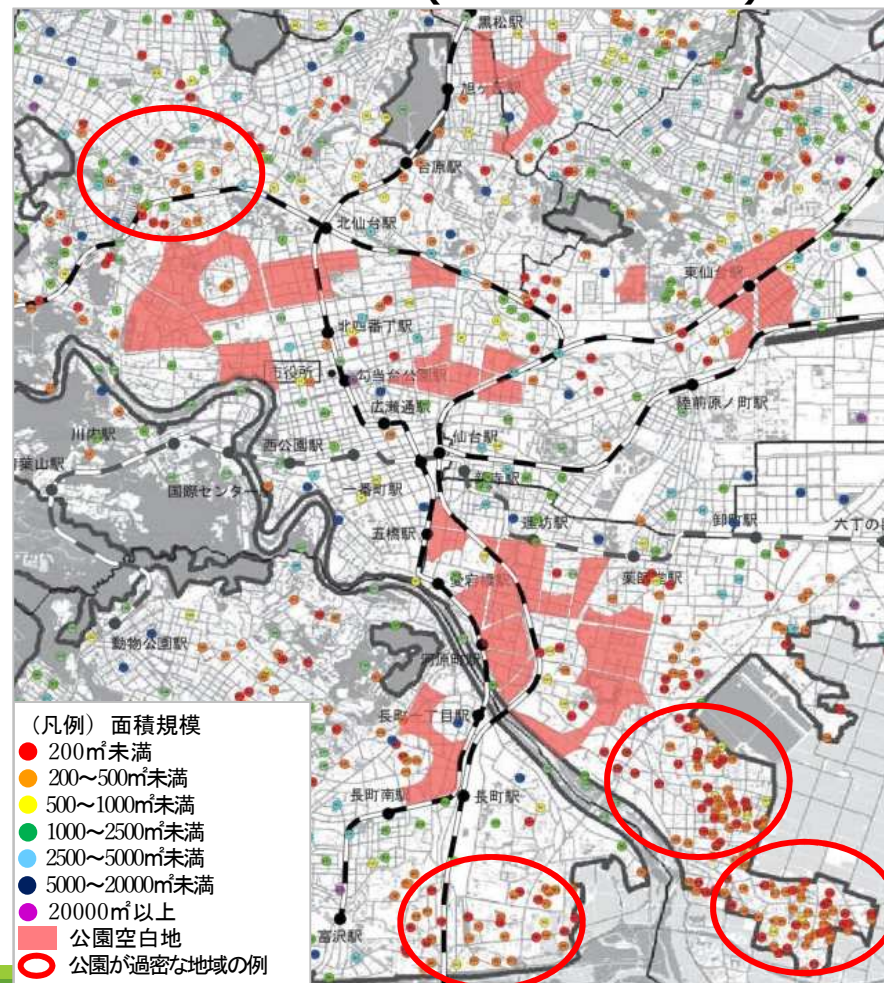 黒松駅
旭ケ
台原駅
北仙台駅
東仙台駅
北四番丁駅
市役所
勾当台公園駅
陸前原ノ町駅
広瀬通駅
川内駅
西公園駅
仙台駅
青葉山駅
国際センター
一番町駅
新寺駅
五橋駅
連坊駅
卸町駅
六丁の
薬師堂駅
愛宕橋
動物公園駅
河原町駅
長町一丁目駅
長町南駅
長町駅
富沢駅
(凡例) 面積規模
200㎡未満
200～500㎡未満
500～1000㎡未満
1000～2500㎡未満
2500～5000㎡未満
5000～20000㎡未満
20000㎡以上
公園空白地
公園が過密な地域の例